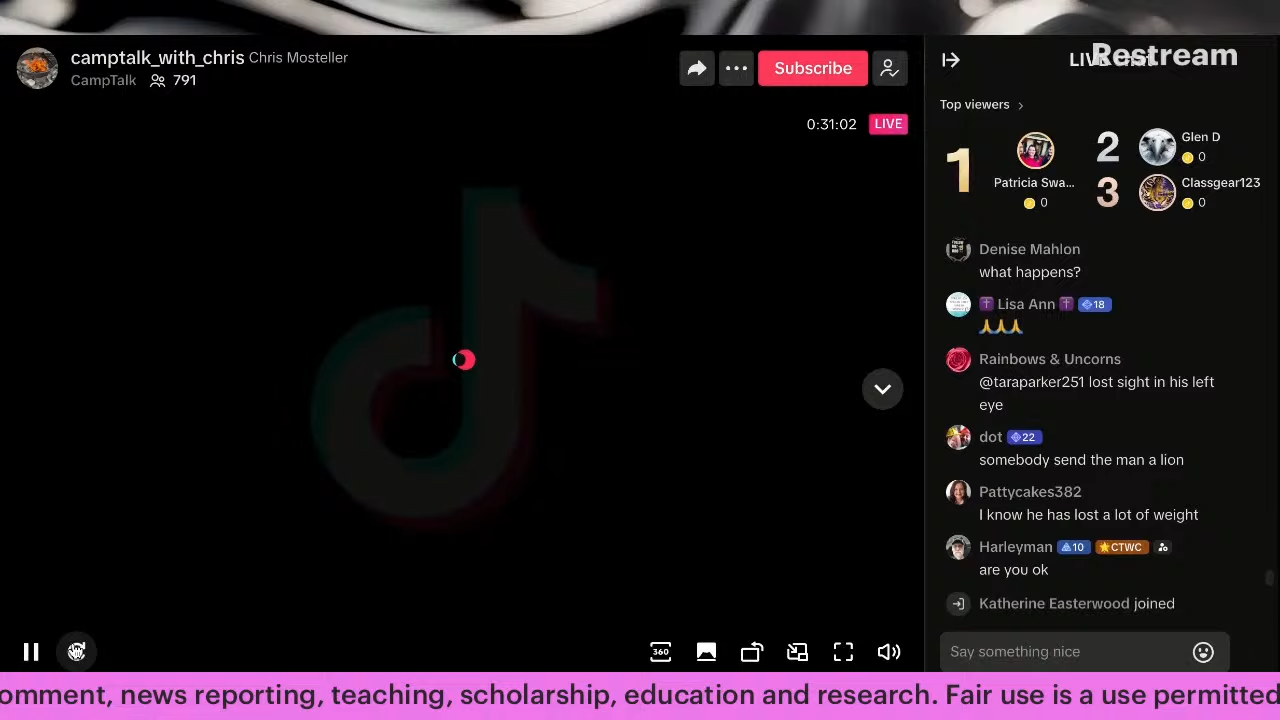 camptalk_with_chris Chris Mosteller
CampTalk 791
Subscribe
0:31:02 LIVE
Restream
Top viewers
1
Patricia Swa...
0
2
Glen D
0
3
Classgear123
0
Denise Mahlon
what happens?
Lisa Ann 18
Rainbows & Uncorns
@taraparker251 lost sight in his left
eye
dot 22
somebody send the man a lion
Pattycakes382
I know he has lost a lot of weight
Harleyman 10 CTWC
are you ok
Katherine Easterwood joined
Say something nice
360
omment, news reporting, teaching, scholarship, education and research. Fair use is a use permitted